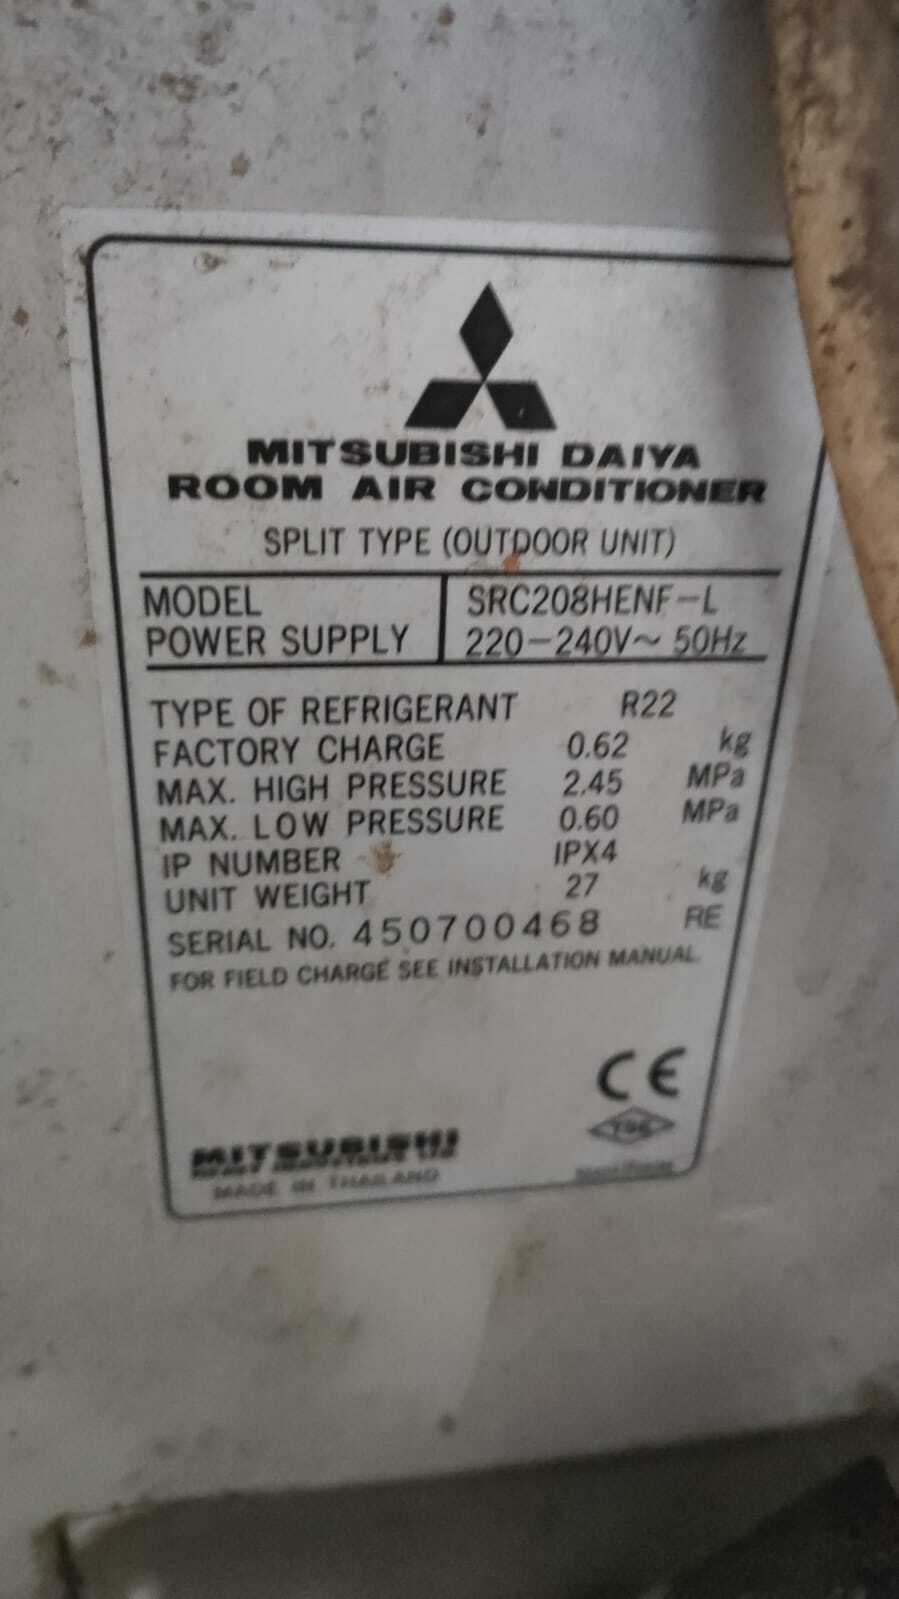 MITSUBISHI DAIYA
ROOM AIR CONDITIONER
SPLIT TYPE (OUTDOOR UNIT)
MODEL SRC208HENF-L
POWER SUPPLY 220-240V~ 50Hz
TYPE OF REFRIGERANT R22
FACTORY CHARGE 0.62 kg
MAX. HIGH PRESSURE 2.45 MPa
MAX. LOW PRESSURE 0.60 MPa
IP NUMBER IPX4
UNIT WEIGHT 27 kg
SERIAL NO. 450700468 RE
FOR FIELD CHARGE SEE INSTALLATION MANUAL.
CE
MITSUBISHI
HEAVY INDUSTRIES LTD
MADE IN THAILAND